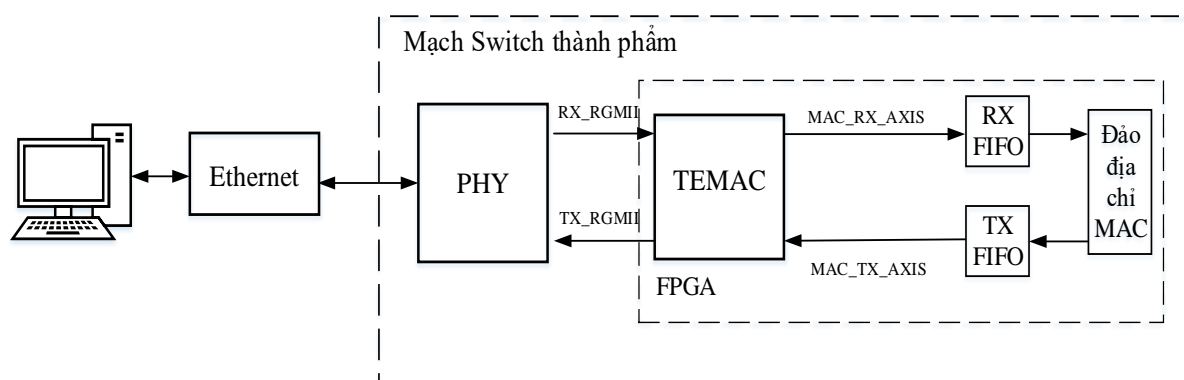 Mạch Switch thành phẩm
Ethernet
PHY
RX_RGMII
TX_RGMII
TEMAC
FPGA
MAC_RX_AXIS
MAC_TX_AXIS
RX
FIFO
TX
FIFO
Đảo
địa
chỉ
MAC